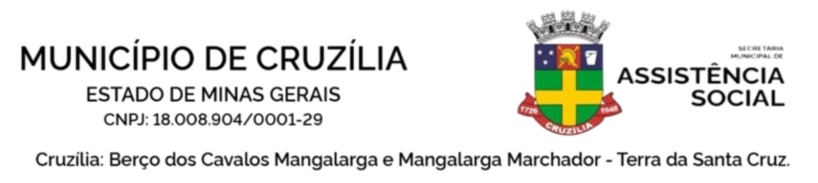 MUNICÍPIO DE CRUZÍLIA
ESTADO DE MINAS GERAIS
CNPJ: 18.008.904/0001-29
SECRETARIA
MUNICIPAL DE
ASSISTÊNCIA
SOCIAL
1726 1948
CRUZÍLIA
Cruzília: Berço dos Cavalos Mangalarga e Mangalarga Marchador - Terra da Santa Cruz.